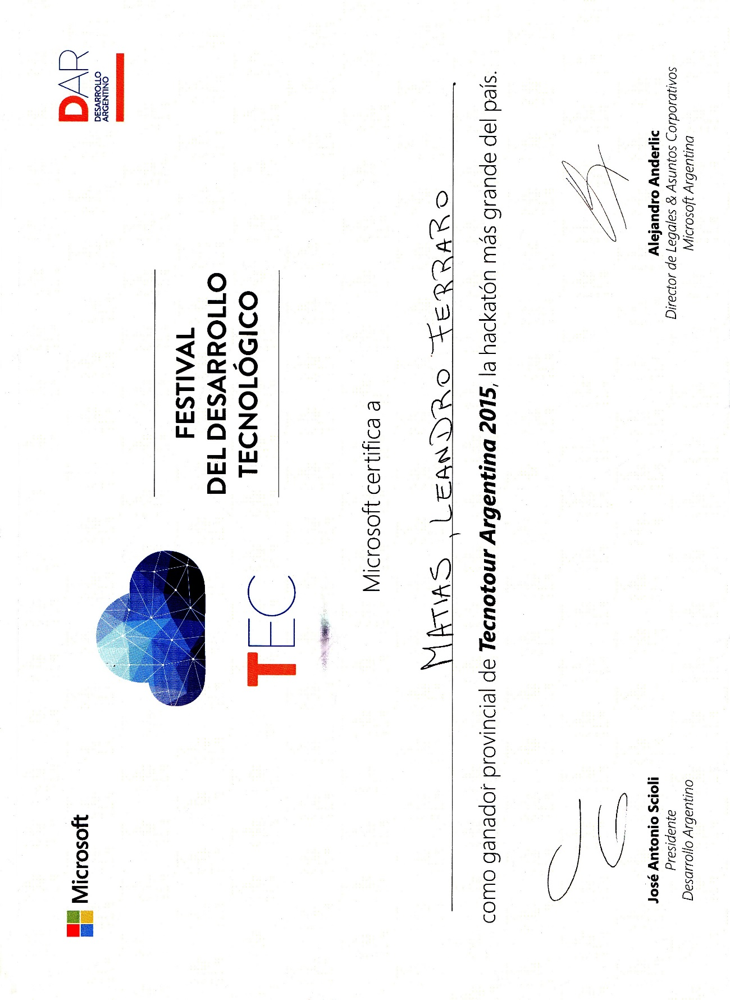 Microsoft
DAR
DESARROLLO
ARGENTINO
TEC
FESTIVAL
DEL DESARROLLO
TECNOLÓGICO
Microsoft certifica a
MATIAS, LEANDRO FERRARO
como ganador provincial de Tecnotour Argentina 2015, la hackatón más grande del país.
José Antonio Scioli
Presidente
Desarrollo Argentino
Alejandro Anderlic
Director de Legales & Asuntos Corporativos
Microsoft Argentina